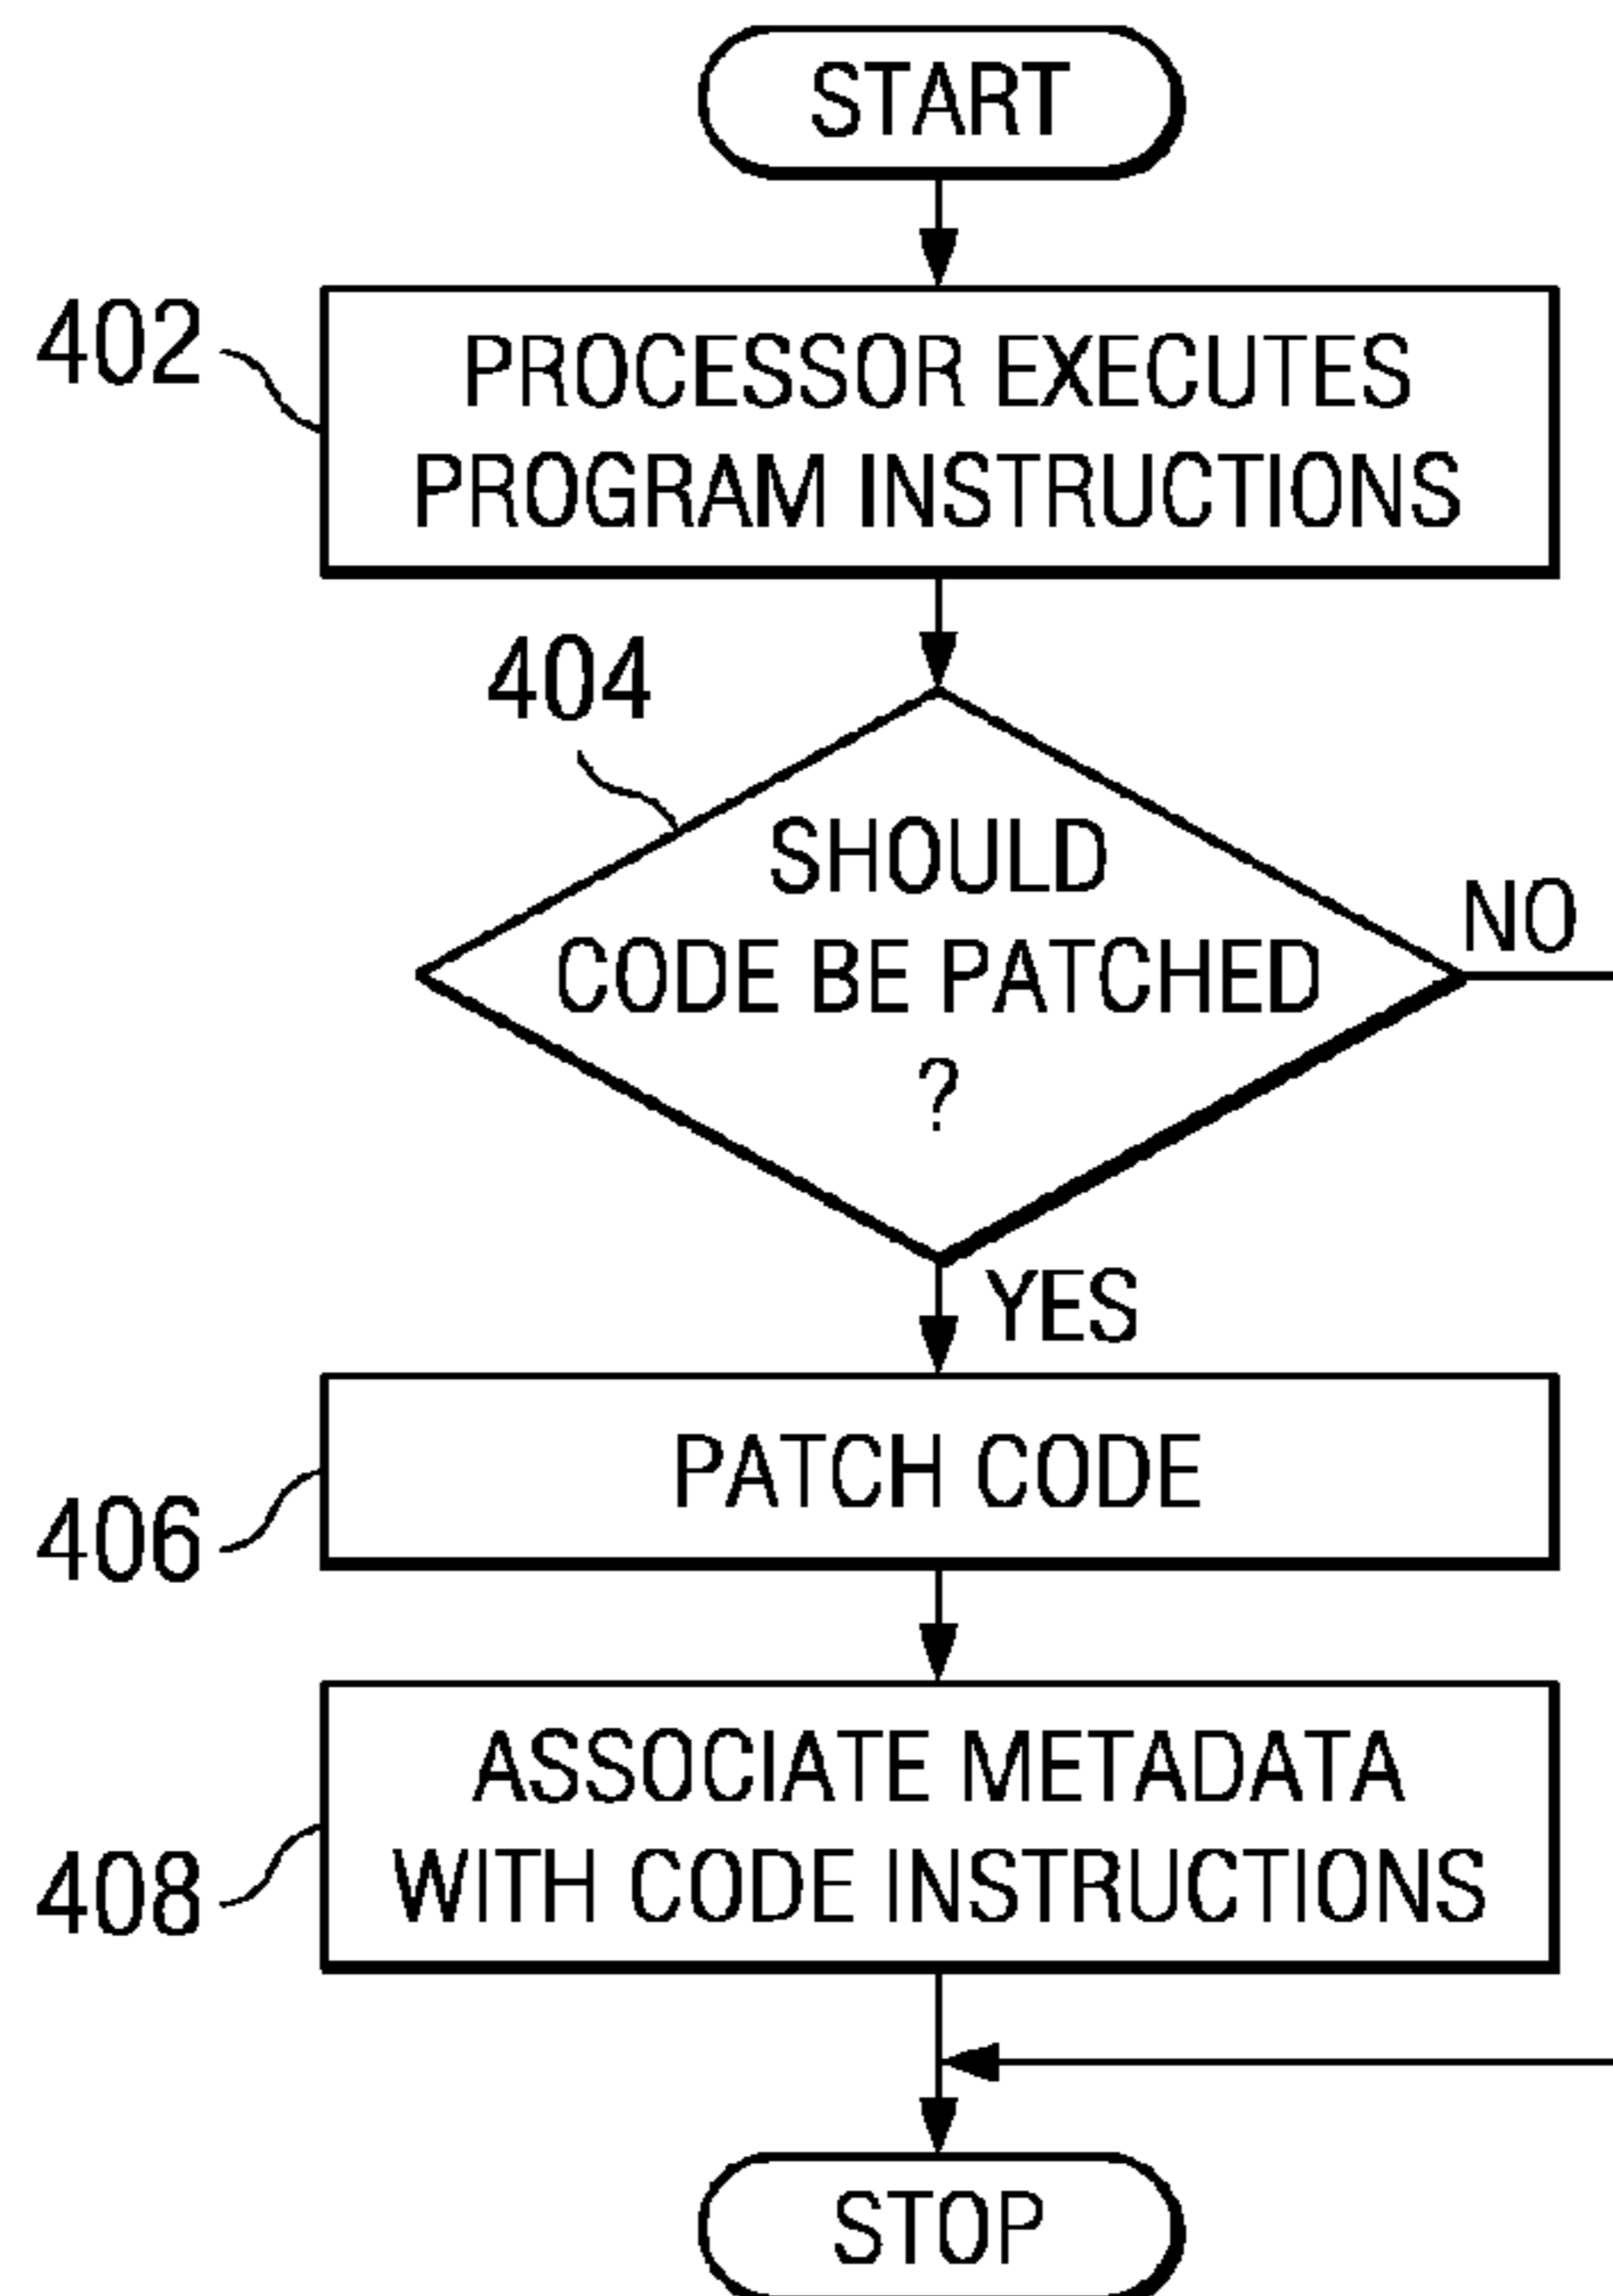 START
402
PROCESSOR EXECUTES
PROGRAM INSTRUCTIONS
404
SHOULD
CODE BE PATCHED
?
NO
YES
PATCH CODE
406
ASSOCIATE METADATA
WITH CODE INSTRUCTIONS
408
STOP